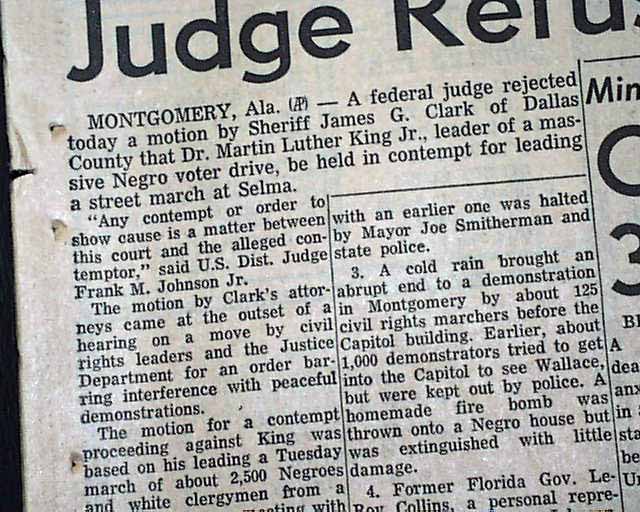 Judge Refus
MONTGOMERY, Ala. (AP) — A federal judge rejected
today a motion by Sheriff James G. Clark of Dallas
County that Dr. Martin Luther King Jr., leader of a mas-
sive Negro voter drive, be held in contempt for leading
a street march at Selma.
"Any contempt or order to
show cause is a matter between
this court and the alleged con-
temptor," said U.S. Dist. Judge
Frank M. Johnson Jr.
The motion by Clark's attor-
neys came at the outset of a
hearing on a move by civil
rights leaders and the Justice
Department for an order bar-
ring interference with peaceful
demonstrations.
The motion for a contempt
proceeding against King was
based on his leading a Tuesday
march of about 2,500 Negroes
and white clergymen from a
with
with an earlier one was halted
by Mayor Joe Smitherman and
state police.
3. A cold rain brought an
abrupt end to a demonstration
in Montgomery by about 125
civil rights marchers before the
Capitol building. Earlier, about
1,000 demonstrators tried to get
into the Capitol to see Wallace,
but were kept out by police. A
homemade fire bomb was
thrown onto a Negro house but
was extinguished with little
damage.
4. Former Florida Gov. Le-
Roy Collins, a personal repre-
Min
3
A
dea
anx
in
sta
be